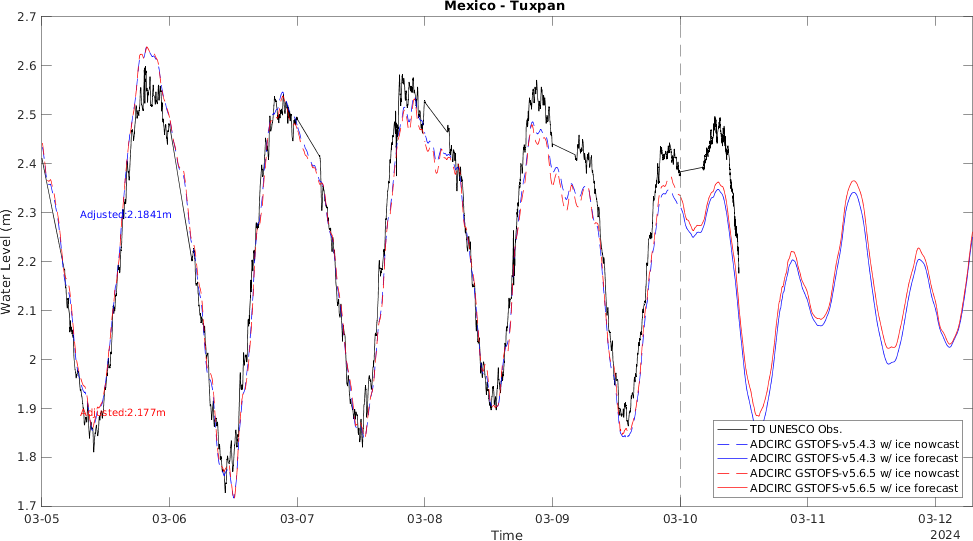 Mexico - Tuxpan
2.7
2.6
2.5
2.4
2.3
2.2
2.1
2
1.9
1.8
1.7
Water Level (m)
Adjusted:2.1841m
Adjusted:2.177m
TD UNESCO Obs.
ADCIRC GSTOFS-v5.4.3 w/ ice nowcast
ADCIRC GSTOFS-v5.4.3 w/ ice forecast
ADCIRC GSTOFS-v5.6.5 w/ ice nowcast
ADCIRC GSTOFS-v5.6.5 w/ ice forecast
03-05 03-06 03-07 03-08 03-09 03-10 03-11 03-12
Time
2024